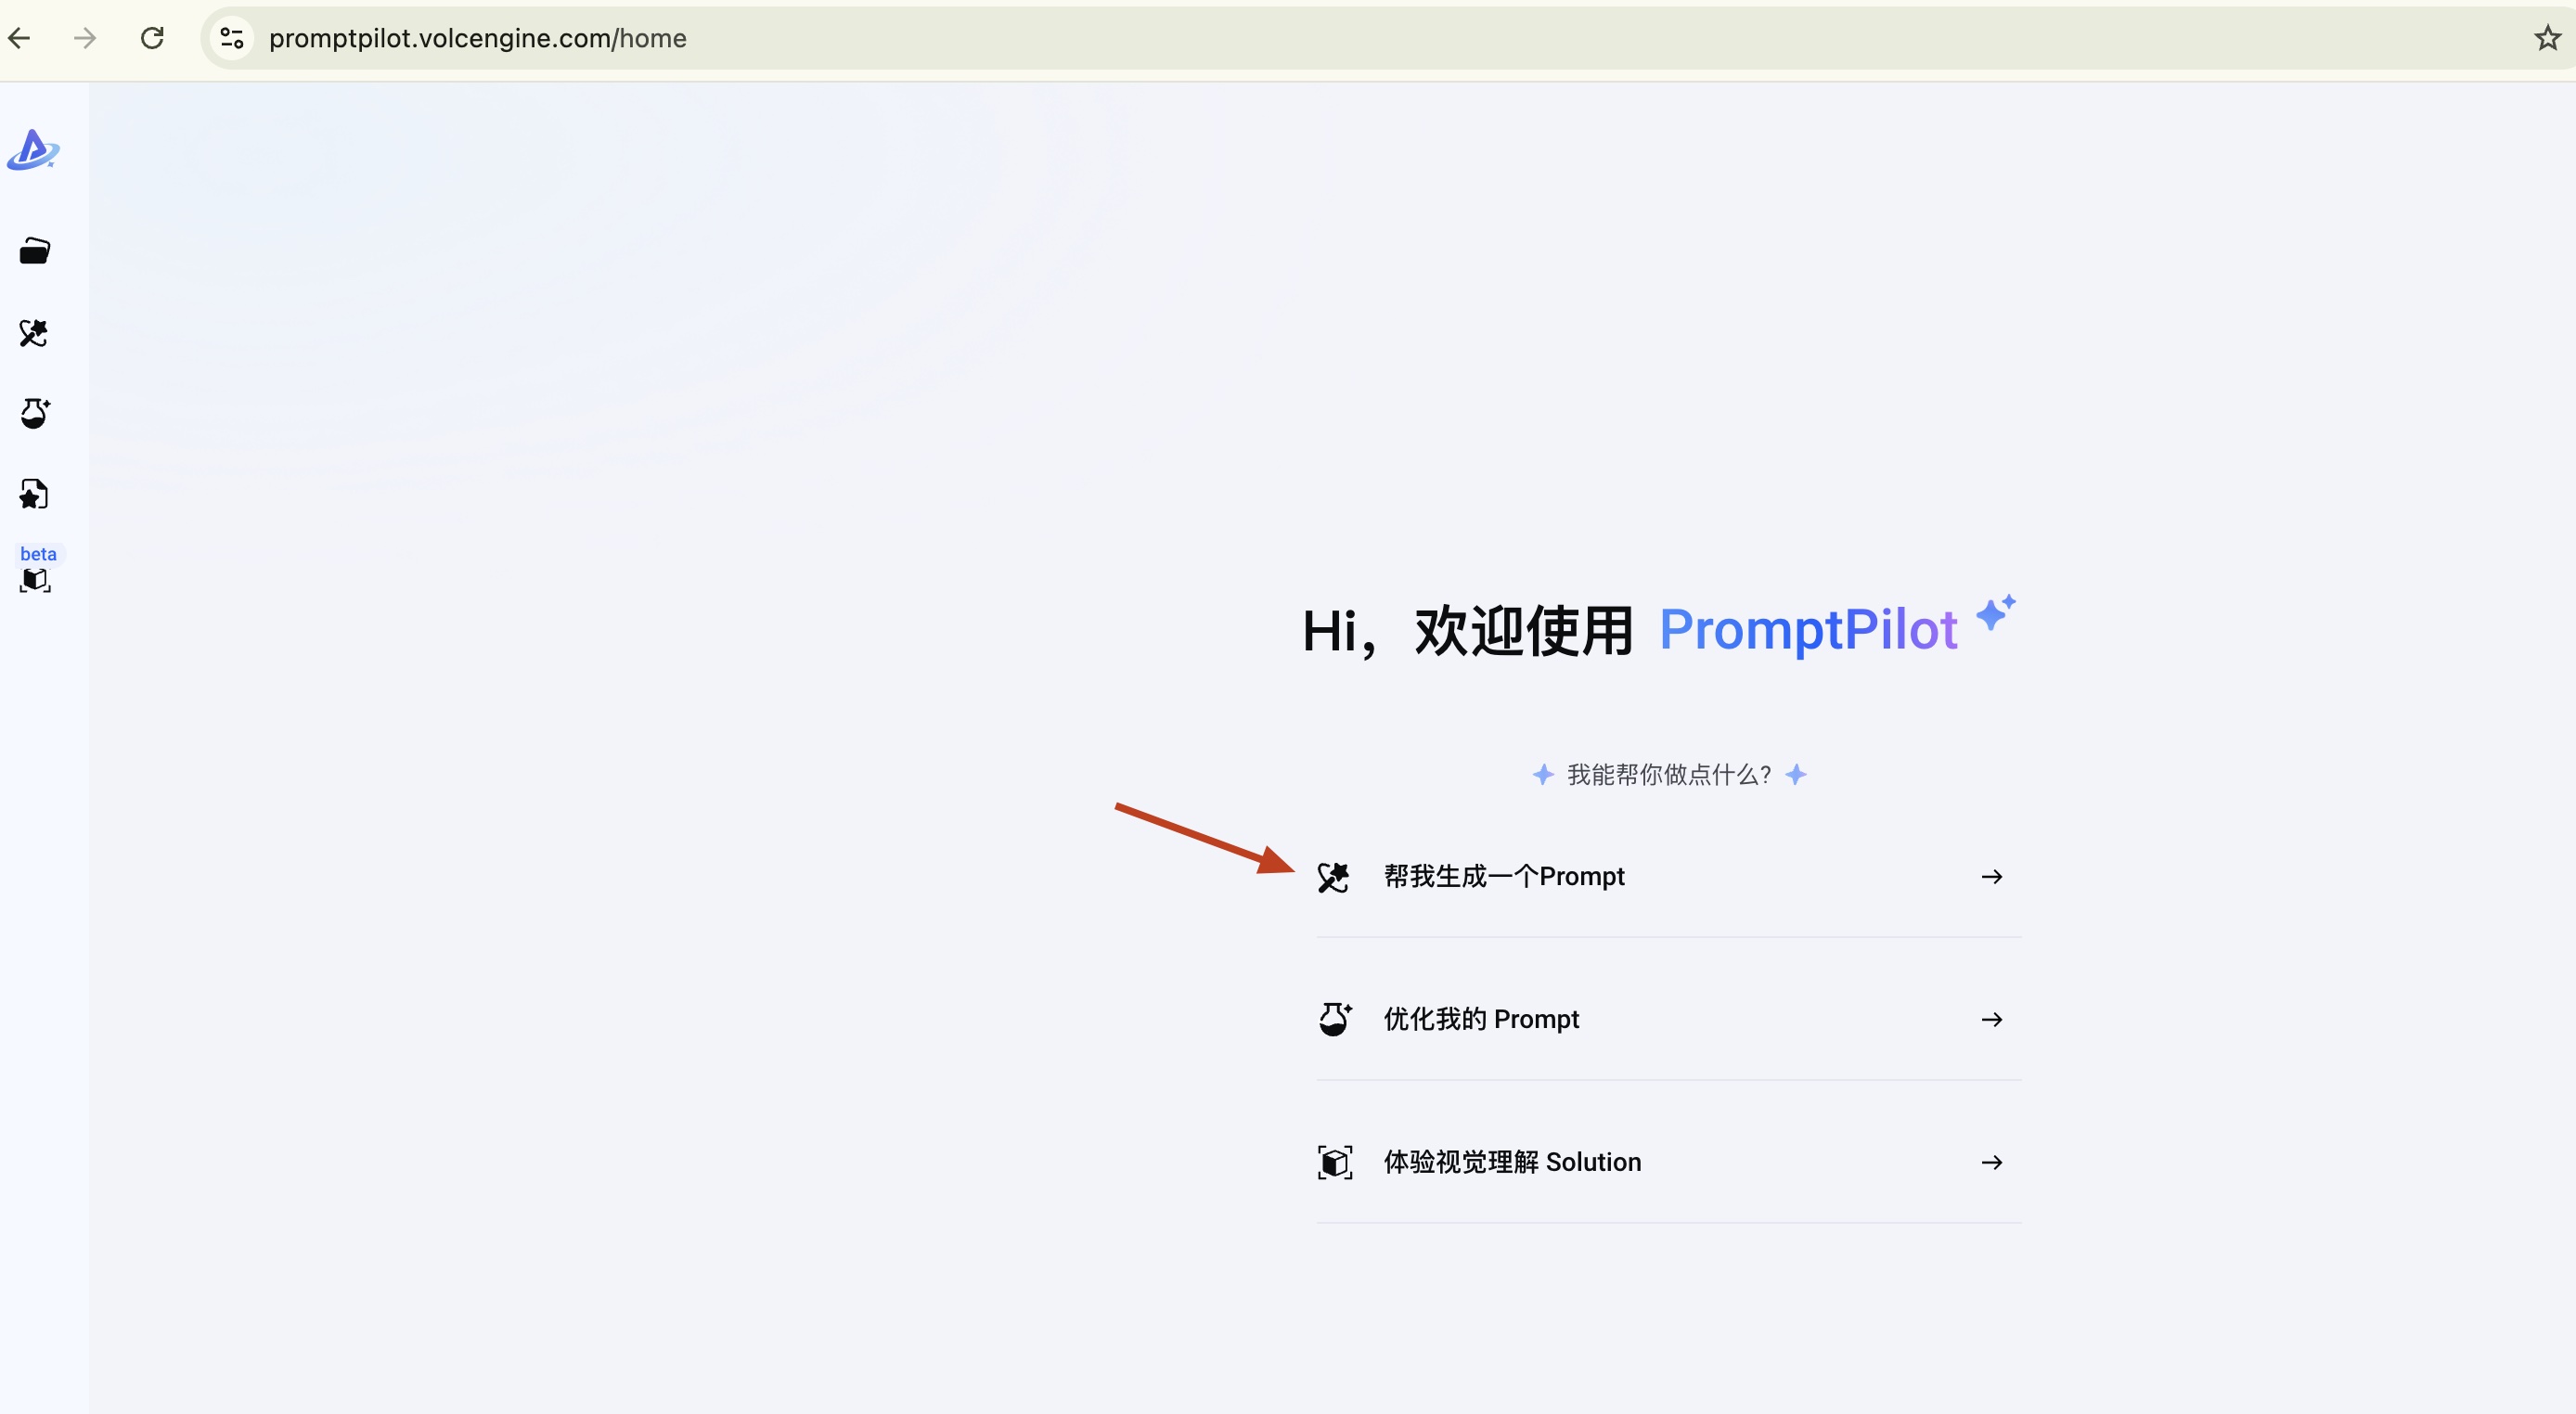 promptpilot.volcengine.com/home
beta
Hi，欢迎使用 PromptPilot
我能帮你做点什么？
帮我生成一个Prompt
优化我的 Prompt
体验视觉理解 Solution